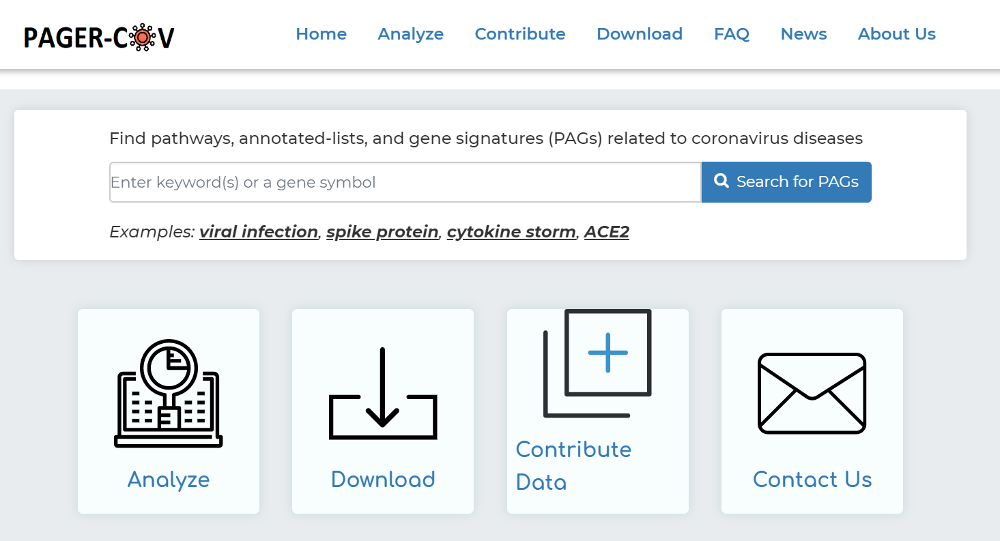 PAGER-COV
Home Analyze Contribute Download FAQ News About Us
Find pathways, annotated-lists, and gene signatures (PAGs) related to coronavirus diseases
Enter keyword(s) or a gene symbol
Search for PAGs
Examples: viral infection, spike protein, cytokine storm, ACE2
Analyze
Download
Contribute
Data
Contact Us